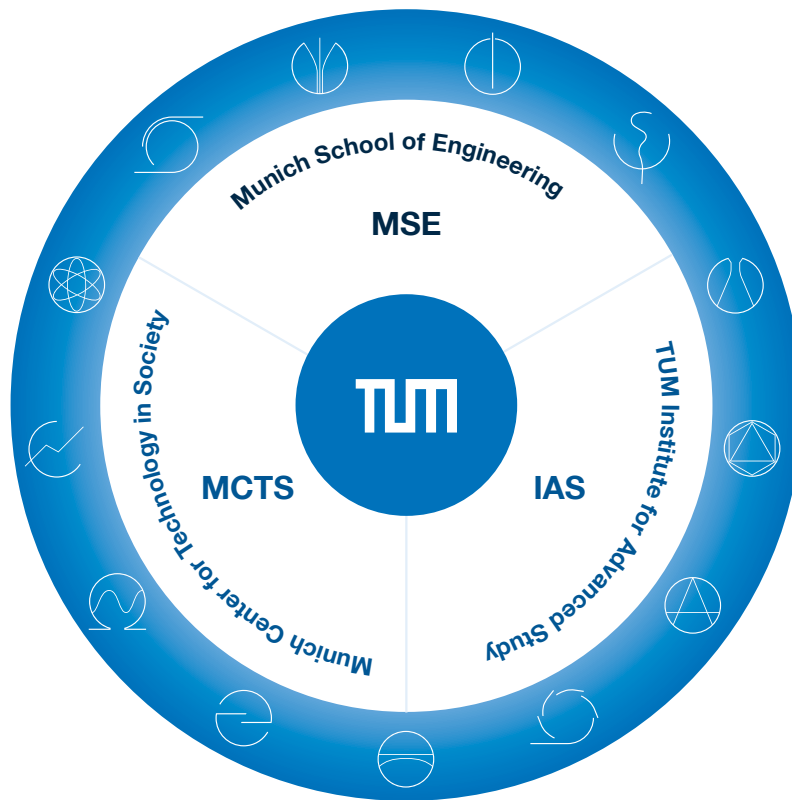 Munich School of Engineering
MSE
TUM
TUM Institute for Advanced Study
IAS
Munich Center for Technology in Society
MCTS